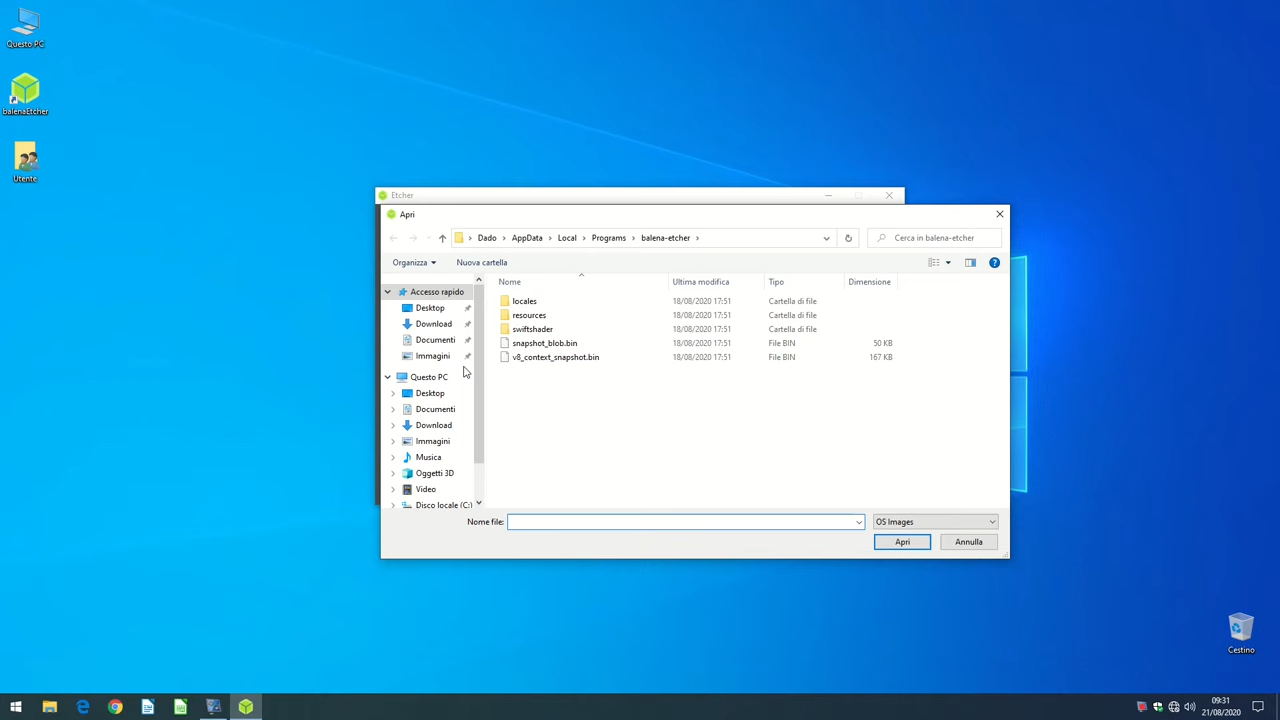 Questo PC
balenaEtcher
Utente
Etcher
Apri
Dado
AppData
Local
Programs
balena-etcher
Cerca in balena-etcher
Organizza
Nuova cartella
Nome
Ultima modifica
Tipo
Dimensione
Accesso rapido
Desktop
Download
Documenti
Immagini
Questo PC
Desktop
Documenti
Download
Immagini
Musica
Oggetti 3D
Video
Disco locale (C:)
locales 18/08/2020 17:51 Cartella di file
resources 18/08/2020 17:51 Cartella di file
swiftshader 18/08/2020 17:51 Cartella di file
snapshot_blob.bin 18/08/2020 17:51 File BIN 50 KB
v8_context_snapshot.bin 18/08/2020 17:51 File BIN 167 KB
Nome file:
OS Images
Apri
Annulla
Cestino
09:31
21/08/2020